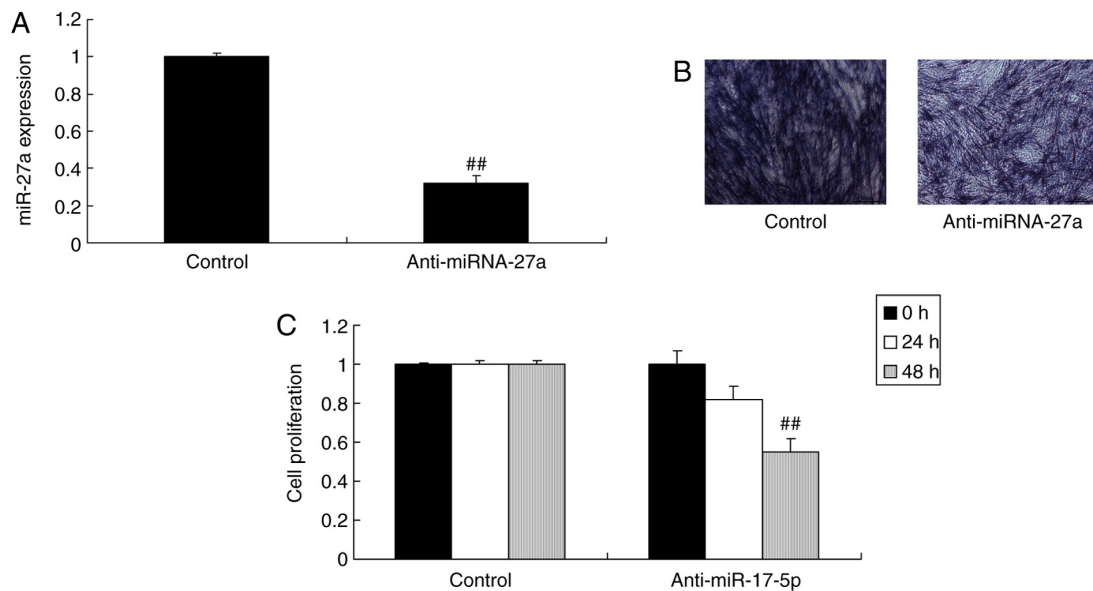 A
1.2
1
0.8
0.6
0.4
0.2
0
miR-27a expression
##
Control
Anti-miRNA-27a
B
Control
Anti-miRNA-27a
C
1.2
1
0.8
0.6
0.4
0.2
0
Cell proliferation
##
Control
Anti-miR-17-5p
0 h
24 h
48 h